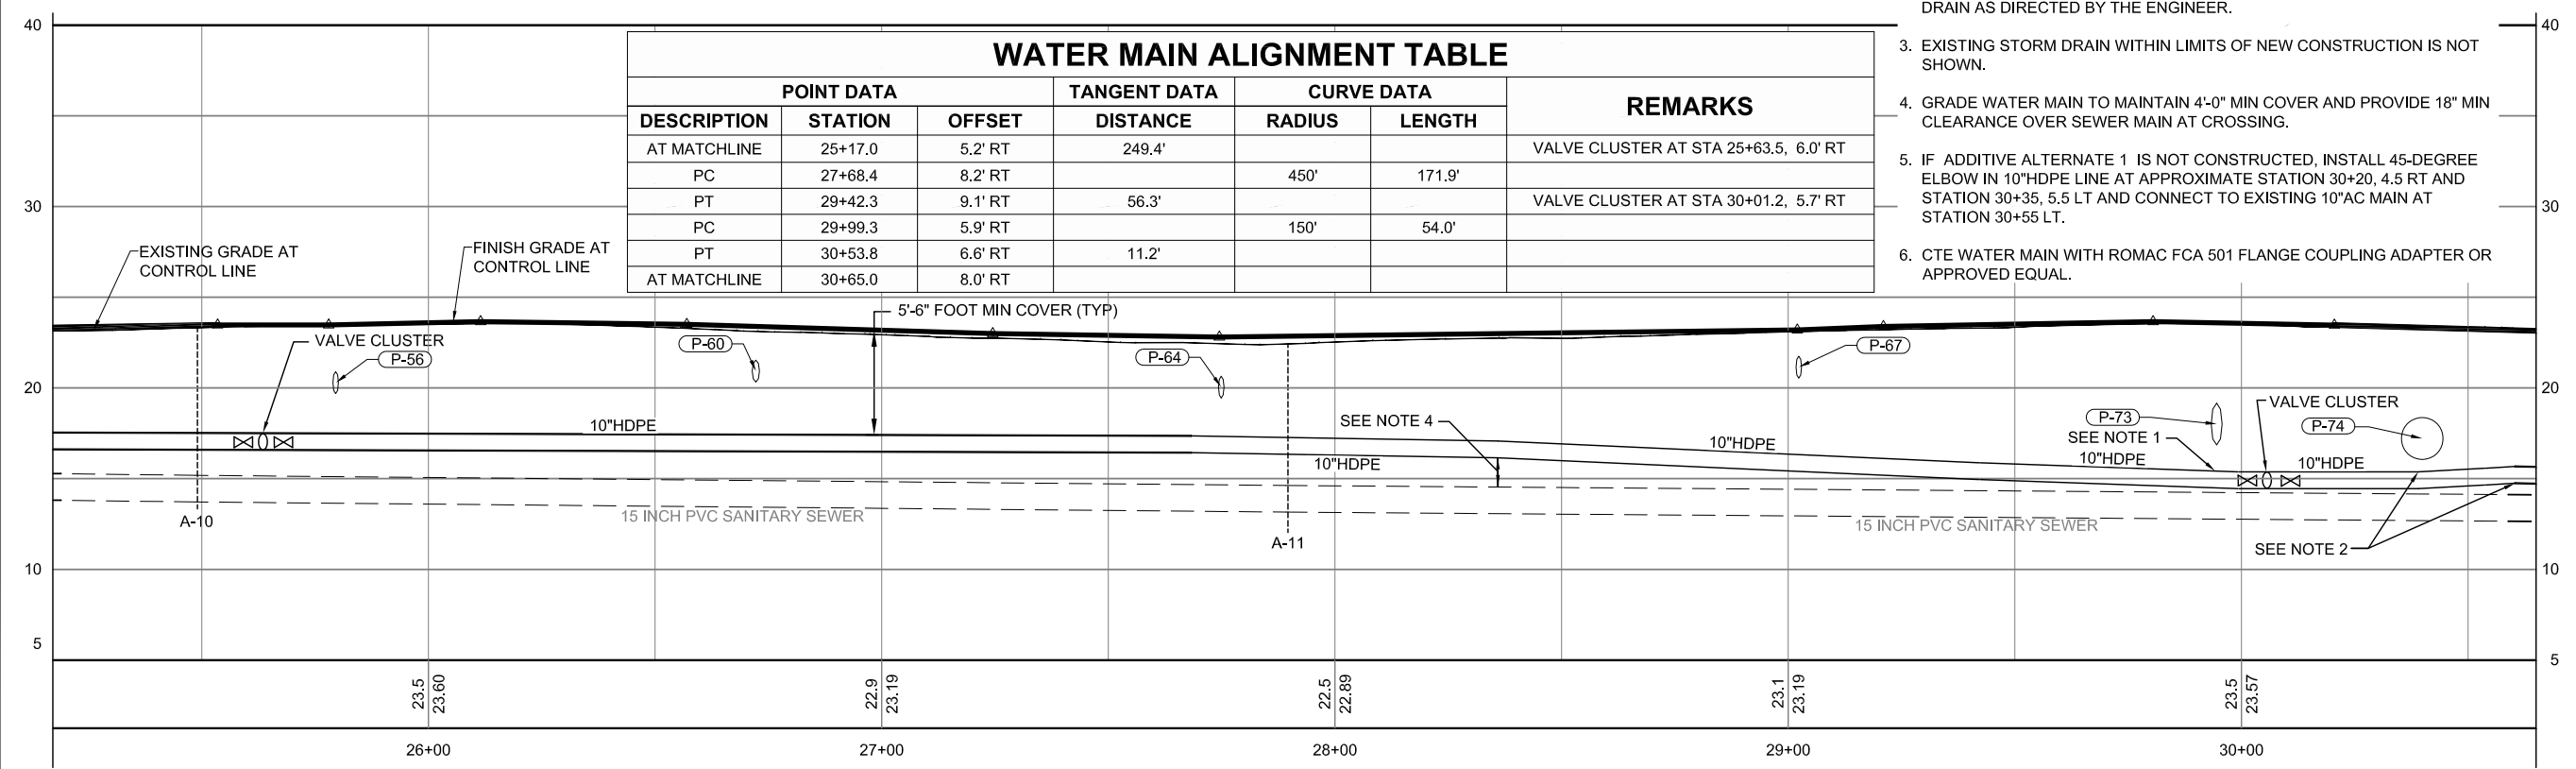 DRAIN AS DIRECTED BY THE ENGINEER.
3. EXISTING STORM DRAIN WITHIN LIMITS OF NEW CONSTRUCTION IS NOT
SHOWN.
4. GRADE WATER MAIN TO MAINTAIN 4'-0" MIN COVER AND PROVIDE 18" MIN
CLEARANCE OVER SEWER MAIN AT CROSSING.
5. IF ADDITIVE ALTERNATE 1 IS NOT CONSTRUCTED, INSTALL 45-DEGREE
ELBOW IN 10"HDPE LINE AT APPROXIMATE STATION 30+20, 4.5 RT AND
STATION 30+35, 5.5 LT AND CONNECT TO EXISTING 10"AC MAIN AT
STATION 30+55 LT.
6. CTE WATER MAIN WITH ROMAC FCA 501 FLANGE COUPLING ADAPTER OR
APPROVED EQUAL.
WATER MAIN ALIGNMENT TABLE
POINT DATA TANGENT DATA CURVE DATA REMARKS
DESCRIPTION STATION OFFSET DISTANCE RADIUS LENGTH
AT MATCHLINE 25+17.0 5.2' RT 249.4' VALVE CLUSTER AT STA 25+63.5, 6.0' RT
PC 27+68.4 8.2' RT 450' 171.9'
PT 29+42.3 9.1' RT 56.3' VALVE CLUSTER AT STA 30+01.2, 5.7' RT
PC 29+99.3 5.9' RT 150' 54.0'
PT 30+53.8 6.6' RT 11.2'
AT MATCHLINE 30+65.0 8.0' RT
40
30
20
10
5
40
30
20
10
5
EXISTING GRADE AT
CONTROL LINE
FINISH GRADE AT
CONTROL LINE
5'-6" FOOT MIN COVER (TYP)
VALVE CLUSTER
P-56
P-60
P-64
P-67
P-73
P-74
VALVE CLUSTER
10"HDPE
SEE NOTE 4
10"HDPE
10"HDPE
SEE NOTE 1
10"HDPE
10"HDPE
A-10
15 INCH PVC SANITARY SEWER
A-11
15 INCH PVC SANITARY SEWER
SEE NOTE 2
23.5
23.60
22.9
23.19
22.5
22.89
23.1
23.19
23.5
23.57
26+00
27+00
28+00
29+00
30+00